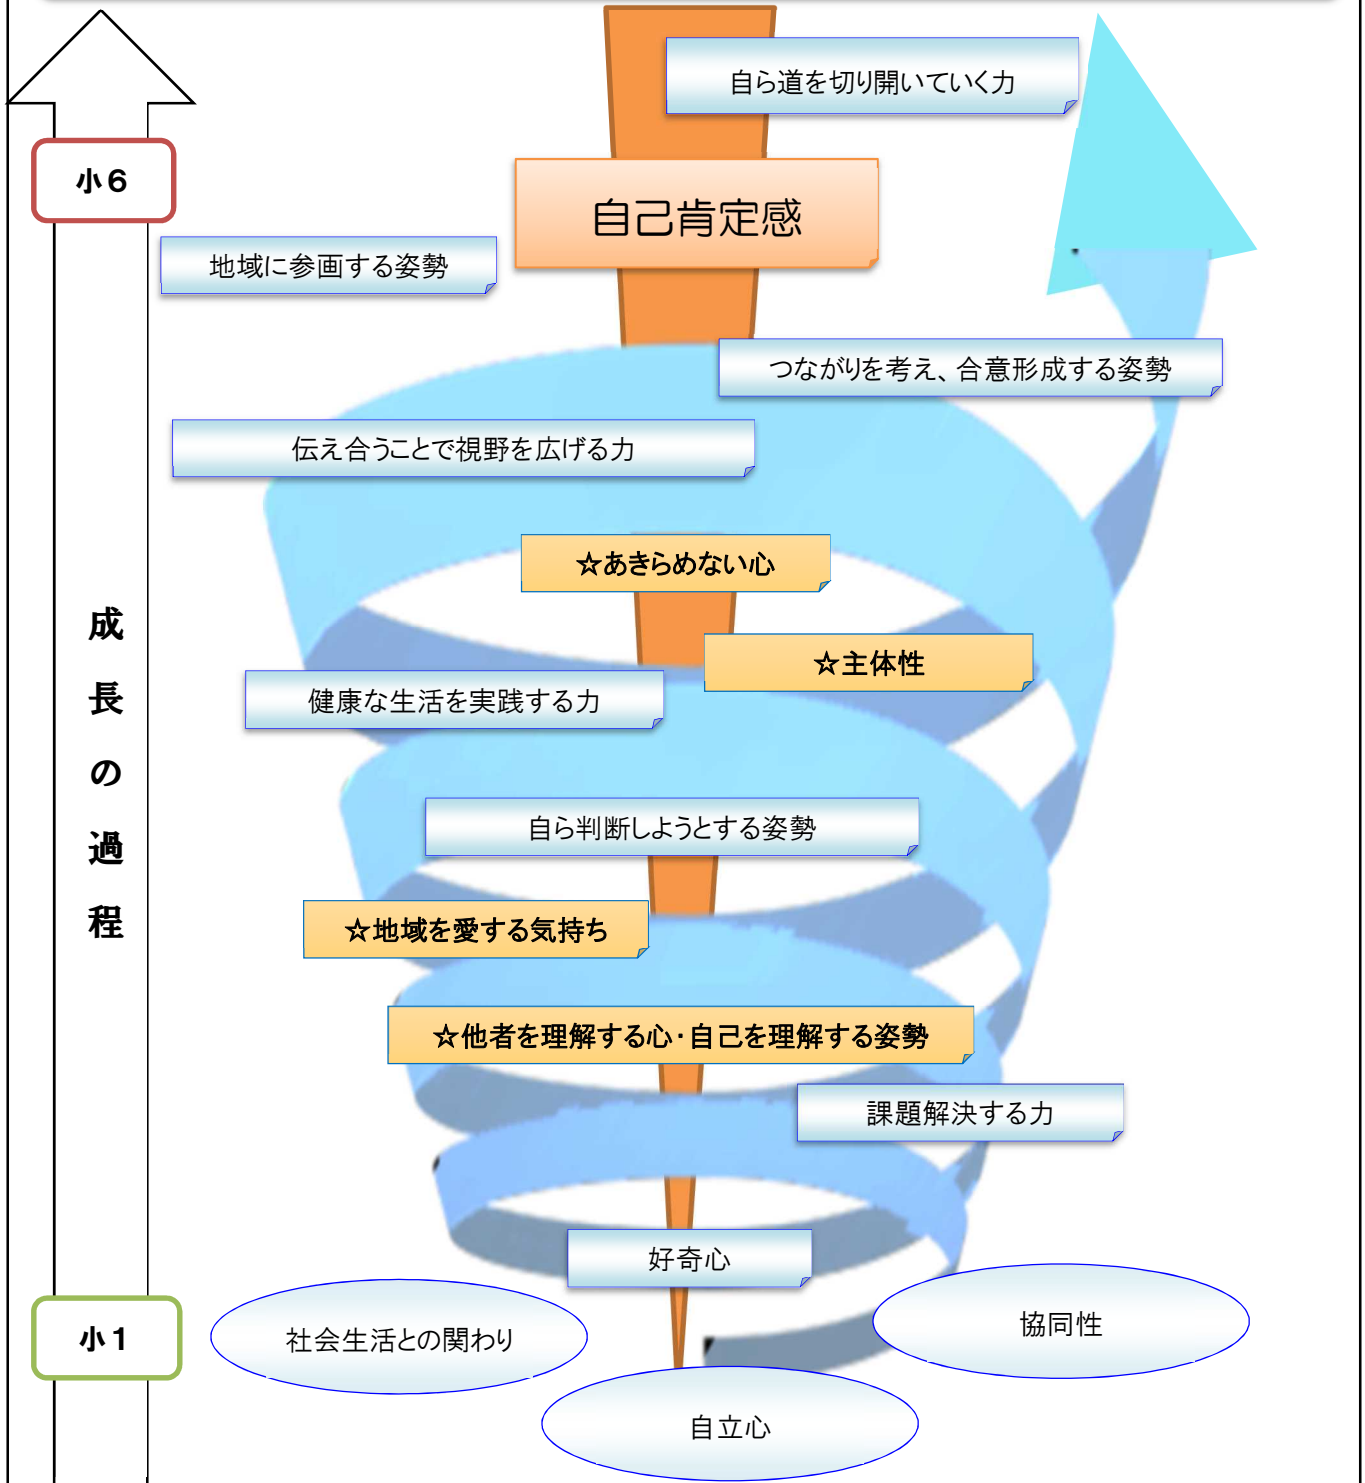 自ら道を切り開いていく力
小6
自己肯定感
地域に参画する姿勢
つながりを考え、合意形成する姿勢
伝え合うことで視野を広げる力
☆あきらめない心
☆主体性
健康な生活を実践する力
成長の過程
自ら判断しようとする姿勢
☆地域を愛する気持ち
☆他者を理解する心・自己を理解する姿勢
課題解決する力
好奇心
小1
社会生活との関わり
協同性
自立心